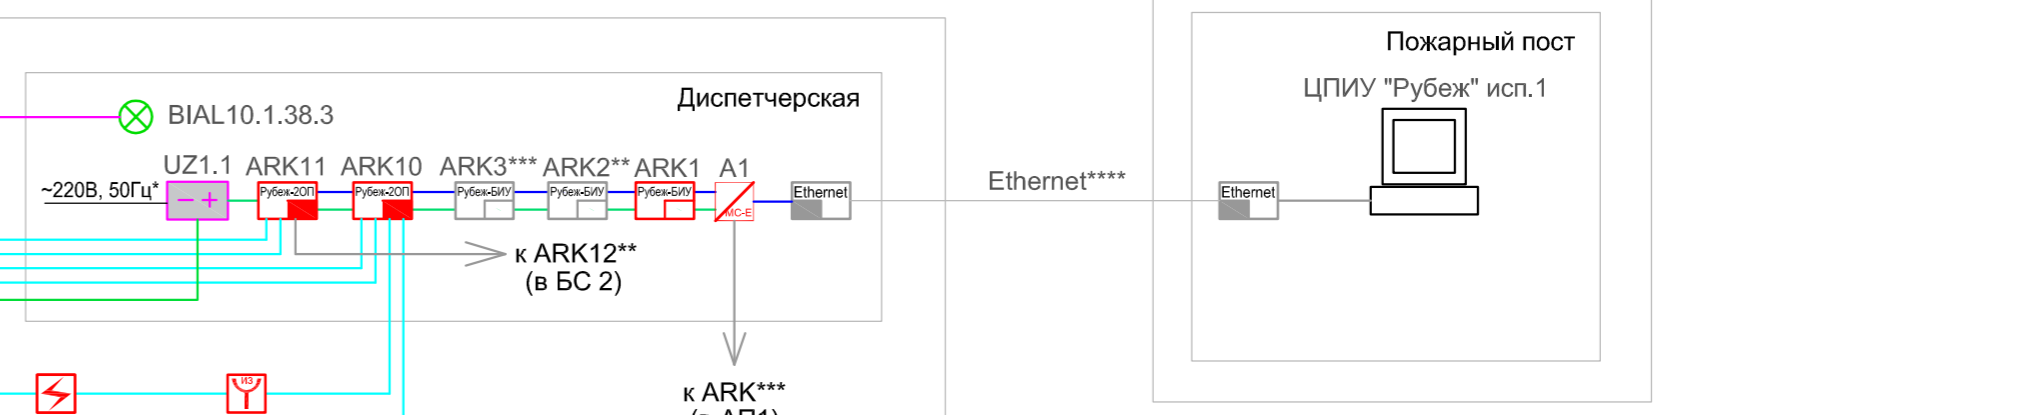 Пожарный пост
ЦПИУ "Рубеж" исп.1
Диспетчерская
BIAL10.1.38.3
UZ1.1 ARK11 ARK10 ARK3*** ARK2** ARK1 A1
~220В, 50Гц* − + Рубеж-2ОП Рубеж-2ОП Рубеж-БИУ Рубеж-БИУ Рубеж-БИУ МС-Е Ethernet Ethernet**** Ethernet
к ARK12**
(в БС 2)
ИЗ
к ARK***
(в АП1)